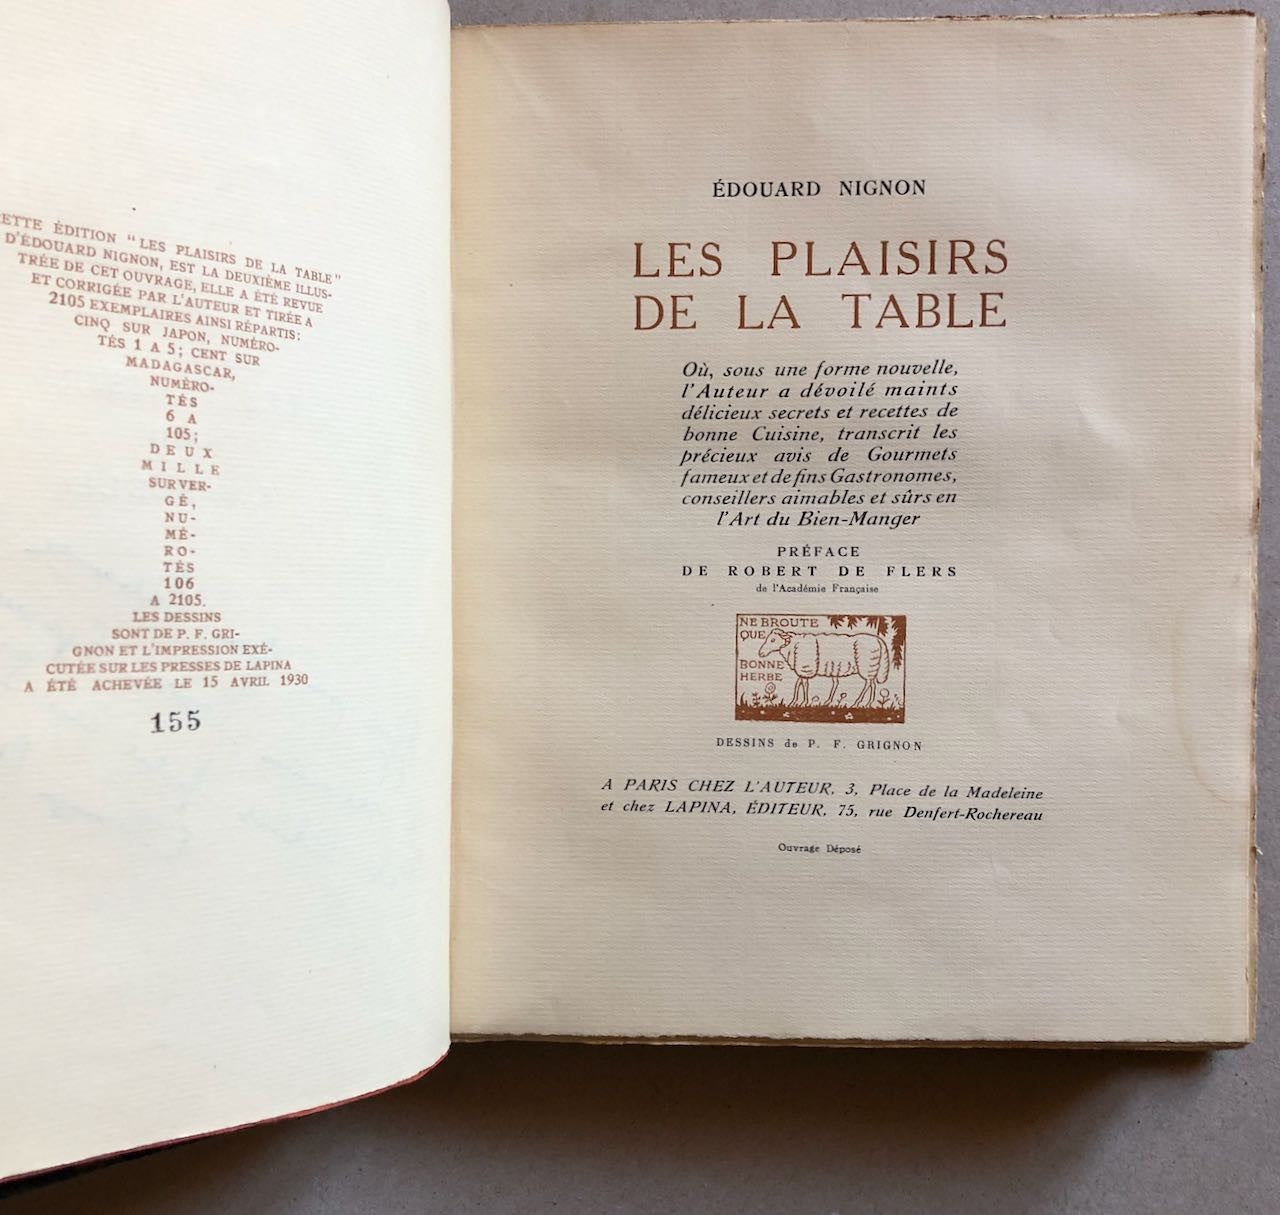 ETTE ÉDITION "LES PLAISIRS DE LA TABLE"
D'ÉDOUARD NIGNON, EST LA DEUXIÈME ILLUS-
TRÉE DE CET OUVRAGE, ELLE A ÉTÉ REVUE
ET CORRIGÉE PAR L'AUTEUR ET TIRÉE A
2105 EXEMPLAIRES AINSI RÉPARTIS:
CINQ SUR JAPON, NUMÉRO-
TÉS 1 A 5; CENT SUR
MADAGASCAR,
NUMÉRO-
TÉS
6 A
105;
DEUX
MILLE
SUR VER-
GÉ,
NU-
MÉ-
RO-
TÉS
106
A 2105.
LES DESSINS
SONT DE P. F. GRI-
GNON ET L'IMPRESSION EXÉ-
CUTÉE SUR LES PRESSES DE LAPINA
A ÉTÉ ACHEVÉE LE 15 AVRIL 1930
155
ÉDOUARD NIGNON
LES PLAISIRS
DE LA TABLE
Où, sous une forme nouvelle,
l'Auteur a dévoilé maints
délicieux secrets et recettes de
bonne Cuisine, transcrit les
précieux avis de Gourmets
fameux et de fins Gastronomes,
conseillers aimables et sûrs en
l'Art du Bien-Manger
PRÉFACE
DE ROBERT DE FLERS
de l'Académie Française
NE BROUTE
QUE
BONNE
HERBE
DESSINS de P. F. GRIGNON
A PARIS CHEZ L'AUTEUR, 3, Place de la Madeleine
et chez LAPINA, ÉDITEUR, 75, rue Denfert-Rochereau
Ouvrage Déposé